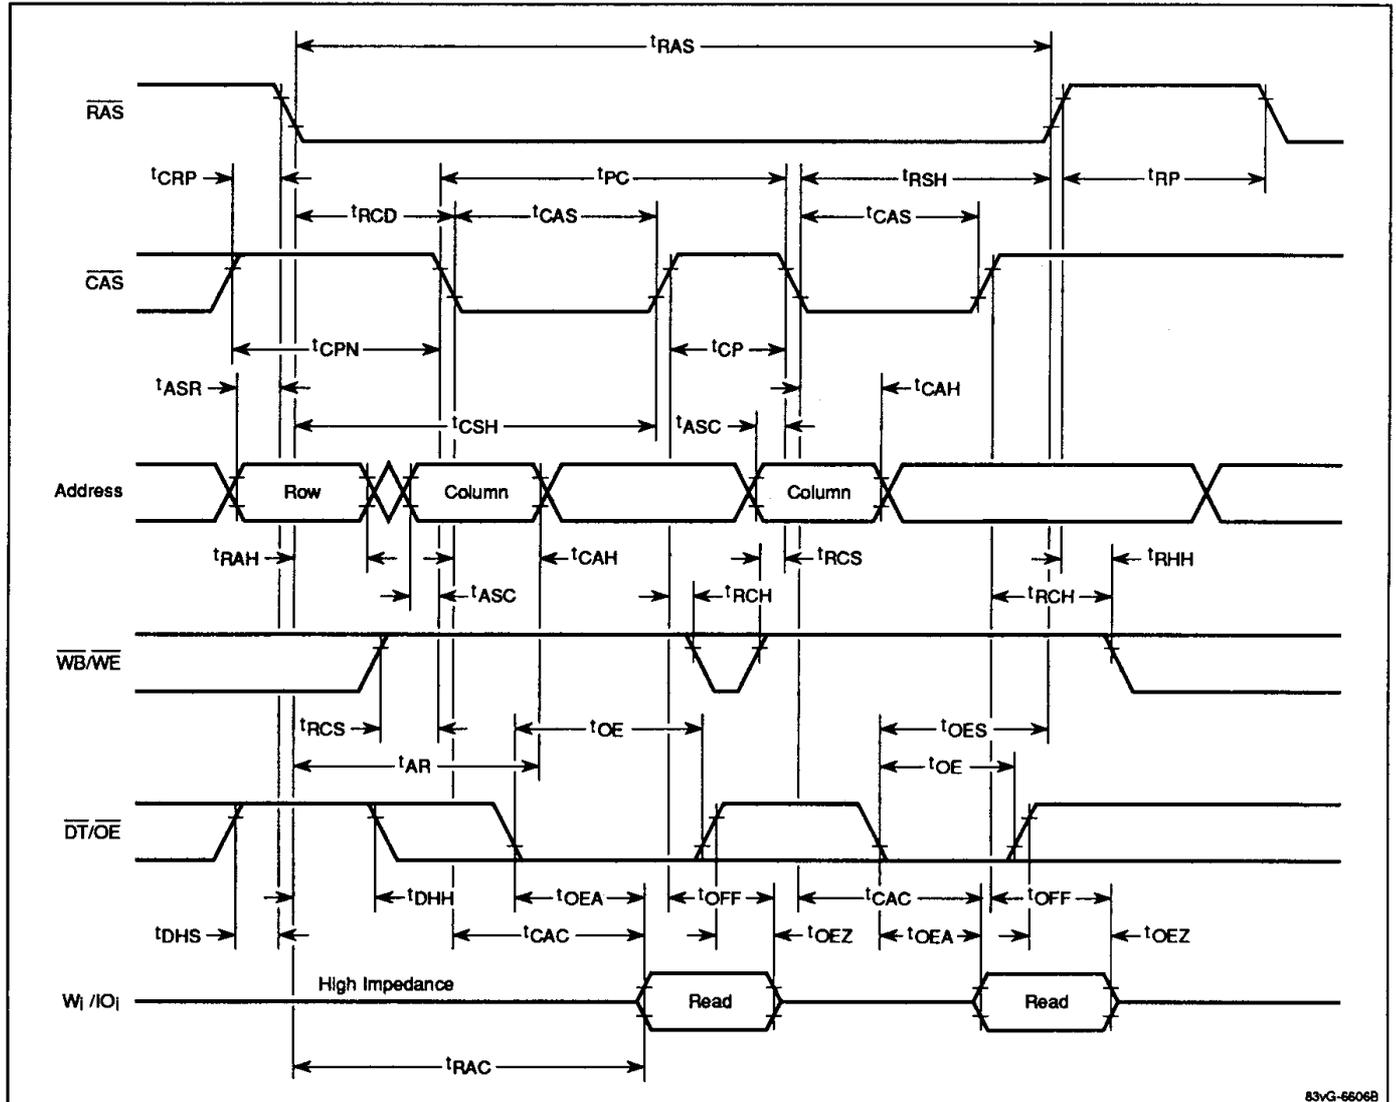 tRAS
RAS
tCRP tPC tRSH tRP
tRCD tCAS tCAS
CAS
tCPN tCP
tASR tCAH
tCSH tASC
Address Row Column Column
tRAH tCAH tRCS tRHH
tASC tRCH tRCH
WB/WE
tRCS tOE tOES
tAR tOE
DT/OE
tDHH tOEA tOFF tCAC tOFF
tDHS tCAC tOEZ tOEA tOEZ
High Impedance
Wi /IOi Read Read
tRAC
83vG-6606B